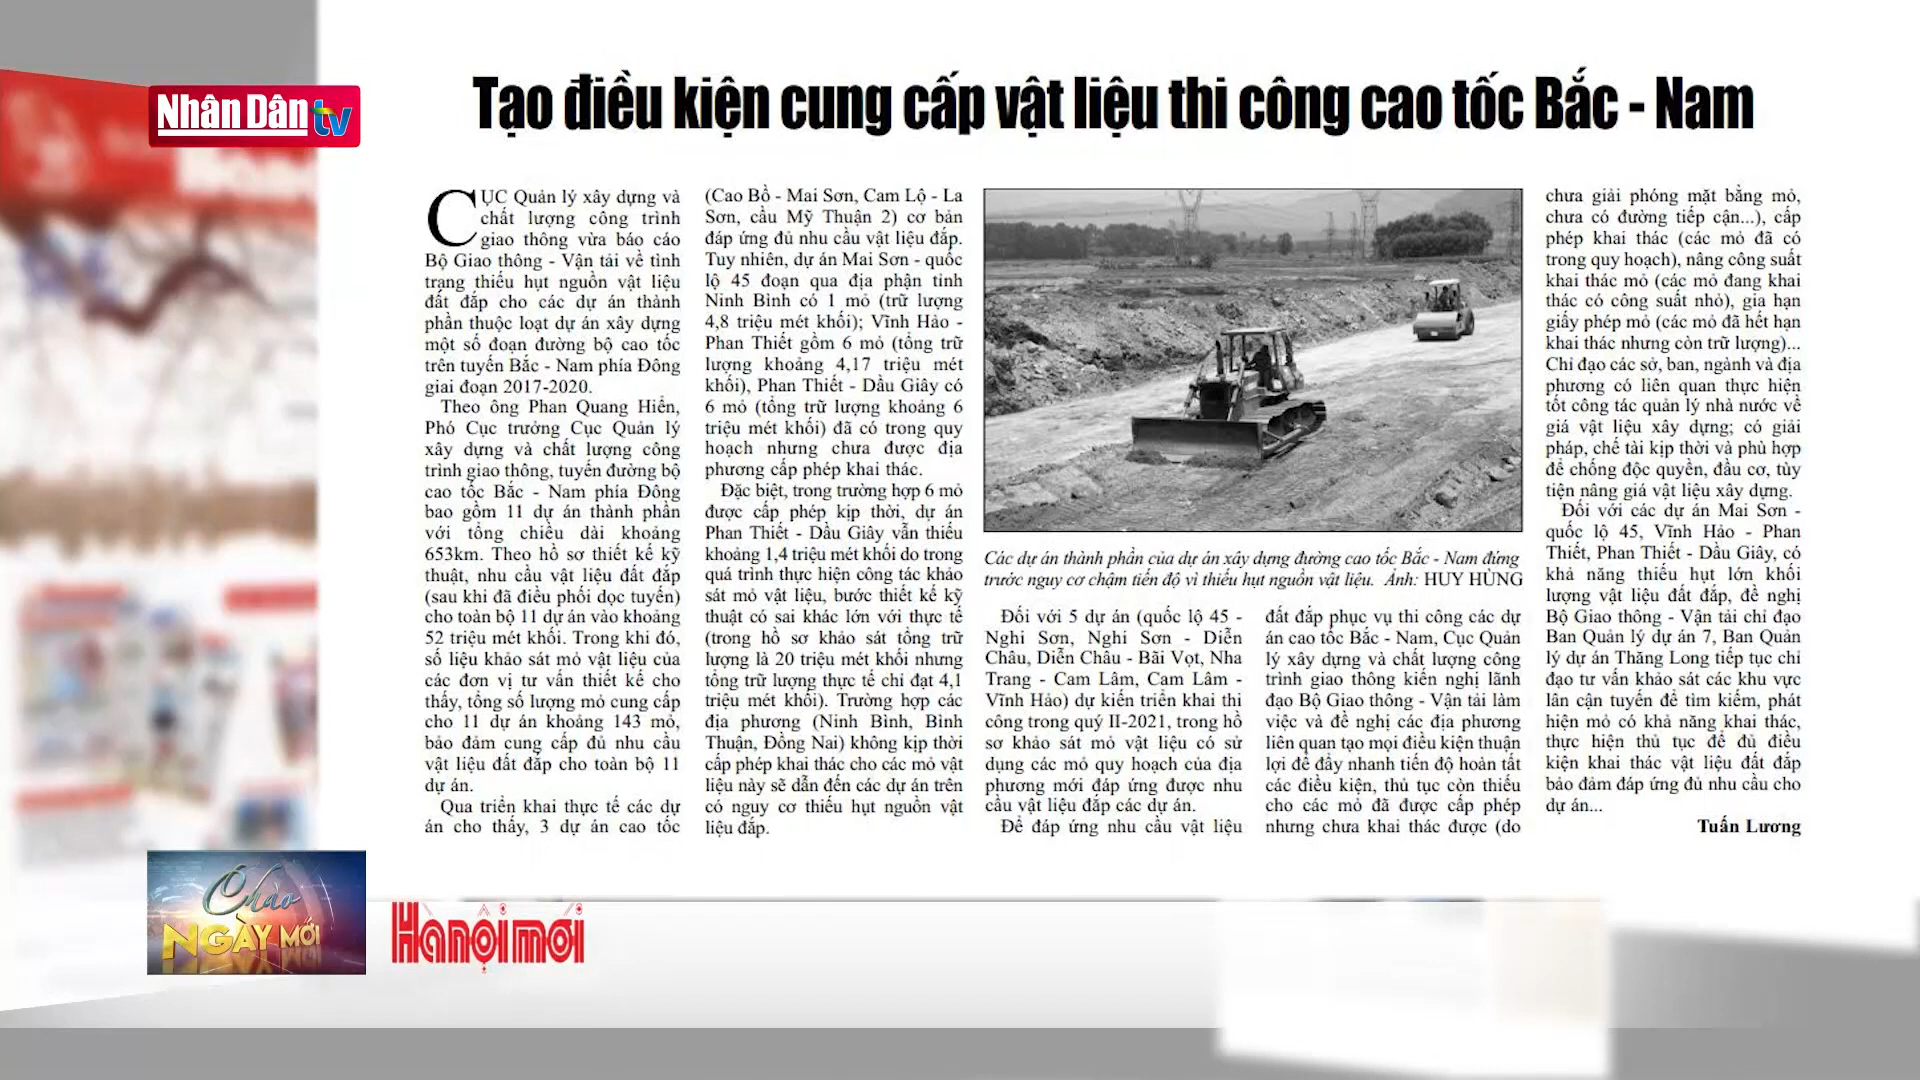 Nhân Dân tv
Tạo điều kiện cung cấp vật liệu thi công cao tốc Bắc - Nam
CỤC Quản lý xây dựng và
chất lượng công trình
giao thông vừa báo cáo
Bộ Giao thông - Vận tải về tình
trạng thiếu hụt nguồn vật liệu
đất đắp cho các dự án thành
phần thuộc loạt dự án xây dựng
một số đoạn đường bộ cao tốc
trên tuyến Bắc - Nam phía Đông
giai đoạn 2017-2020.
Theo ông Phan Quang Hiển,
Phó Cục trưởng Cục Quản lý
xây dựng và chất lượng công
trình giao thông, tuyến đường bộ
cao tốc Bắc - Nam phía Đông
bao gồm 11 dự án thành phần
với tổng chiều dài khoảng
653km. Theo hồ sơ thiết kế kỹ
thuật, nhu cầu vật liệu đất đắp
(sau khi đã điều phối dọc tuyến)
cho toàn bộ 11 dự án vào khoảng
52 triệu mét khối. Trong khi đó,
số liệu khảo sát mỏ vật liệu của
các đơn vị tư vấn thiết kế cho
thấy, tổng số lượng mỏ cung cấp
cho 11 dự án khoảng 143 mỏ,
bảo đảm cung cấp đủ nhu cầu
vật liệu đất đắp cho toàn bộ 11
dự án.
Qua triển khai thực tế các dự
án cho thấy, 3 dự án cao tốc
(Cao Bồ - Mai Sơn, Cam Lộ - La
Sơn, cầu Mỹ Thuận 2) cơ bản
đáp ứng đủ nhu cầu vật liệu đắp.
Tuy nhiên, dự án Mai Sơn - quốc
lộ 45 đoạn qua địa phận tỉnh
Ninh Bình có 1 mỏ (trữ lượng
4,8 triệu mét khối); Vĩnh Hảo -
Phan Thiết gồm 6 mỏ (tổng trữ
lượng khoảng 4,17 triệu mét
khối), Phan Thiết - Dầu Giây có
6 mỏ (tổng trữ lượng khoảng 6
triệu mét khối) đã có trong quy
hoạch nhưng chưa được địa
phương cấp phép khai thác.
Đặc biệt, trong trường hợp 6 mỏ
được cấp phép kịp thời, dự án
Phan Thiết - Dầu Giây vẫn thiếu
khoảng 1,4 triệu mét khối do trong
quá trình thực hiện công tác khảo
sát mỏ vật liệu, bước thiết kế kỹ
thuật có sai khác lớn với thực tế
(trong hồ sơ khảo sát tổng trữ
lượng là 20 triệu mét khối nhưng
tổng trữ lượng thực tế chỉ đạt 4,1
triệu mét khối). Trường hợp các
địa phương (Ninh Bình, Bình
Thuận, Đồng Nai) không kịp thời
cấp phép khai thác cho các mỏ vật
liệu này sẽ dẫn đến các dự án trên
có nguy cơ thiếu hụt nguồn vật
liệu đắp.
Các dự án thành phần của dự án xây dựng đường cao tốc Bắc - Nam đứng
trước nguy cơ chậm tiến độ vì thiếu hụt nguồn vật liệu. Ảnh: HUY HÙNG
Đối với 5 dự án (quốc lộ 45 -
Nghi Sơn, Nghi Sơn - Diễn
Châu, Diễn Châu - Bãi Vọt, Nha
Trang - Cam Lâm, Cam Lâm -
Vĩnh Hảo) dự kiến triển khai thi
công trong quý II-2021, trong hồ
sơ khảo sát mỏ vật liệu có sử
dụng các mỏ quy hoạch của địa
phương mới đáp ứng được nhu
cầu vật liệu đắp các dự án.
Để đáp ứng nhu cầu vật liệu
đất đắp phục vụ thi công các dự
án cao tốc Bắc - Nam, Cục Quản
lý xây dựng và chất lượng công
trình giao thông kiến nghị lãnh
đạo Bộ Giao thông - Vận tải làm
việc và đề nghị các địa phương
liên quan tạo mọi điều kiện thuận
lợi để đẩy nhanh tiến độ hoàn tất
các điều kiện, thủ tục còn thiếu
cho các mỏ đã được cấp phép
nhưng chưa khai thác được (do
chưa giải phóng mặt bằng mỏ,
chưa có đường tiếp cận...), cấp
phép khai thác (các mỏ đã có
trong quy hoạch), nâng công suất
khai thác mỏ (các mỏ đang khai
thác có công suất nhỏ), gia hạn
giấy phép mỏ (các mỏ đã hết hạn
khai thác nhưng còn trữ lượng)...
Chỉ đạo các sở, ban, ngành và địa
phương có liên quan thực hiện
tốt công tác quản lý nhà nước về
giá vật liệu xây dựng; có giải
pháp, chế tài kịp thời và phù hợp
để chống độc quyền, đầu cơ, tùy
tiện nâng giá vật liệu xây dựng.
Đối với các dự án Mai Sơn -
quốc lộ 45, Vĩnh Hảo - Phan
Thiết, Phan Thiết - Dầu Giây, có
khả năng thiếu hụt lớn khối
lượng vật liệu đất đắp, đề nghị
Bộ Giao thông - Vận tải chỉ đạo
Ban Quản lý dự án 7, Ban Quản
lý dự án Thăng Long tiếp tục chỉ
đạo tư vấn khảo sát các khu vực
lân cận tuyến để tìm kiếm, phát
hiện mỏ có khả năng khai thác,
thực hiện thủ tục để đủ điều
kiện khai thác vật liệu đất đắp
bảo đảm đáp ứng đủ nhu cầu cho
dự án...
Tuấn Lương
Chào
NGÀY MỚI
Hànộimới